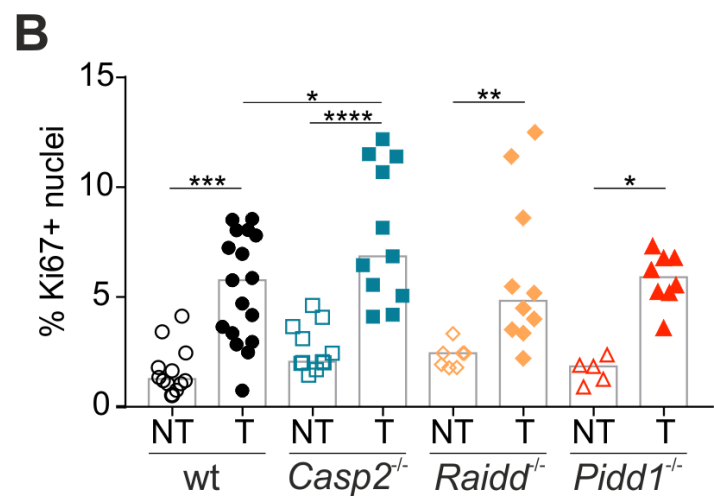 B
% Ki67+ nuclei
15
10
5
0
*
****
**
***
*
NT T NT T NT T NT T
wt Casp2-/- Raidd-/- Pidd1-/-